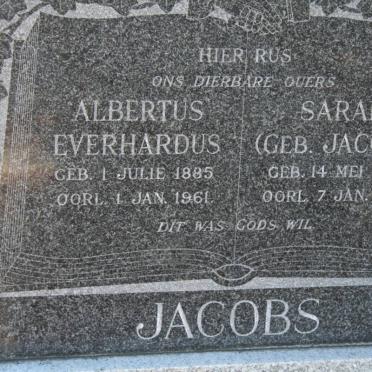 HIER RUS
ONS DIERBARE OUERS
ALBERTUS
EVERHARDUS
GEB. 1 JULIE 1885
OORL. 1 JAN. 1961.
SARA
(GEB. JACO
GEB. 14 MEI
OORL. 7 JAN.
DIT WAS GODS WIL
JACOBS